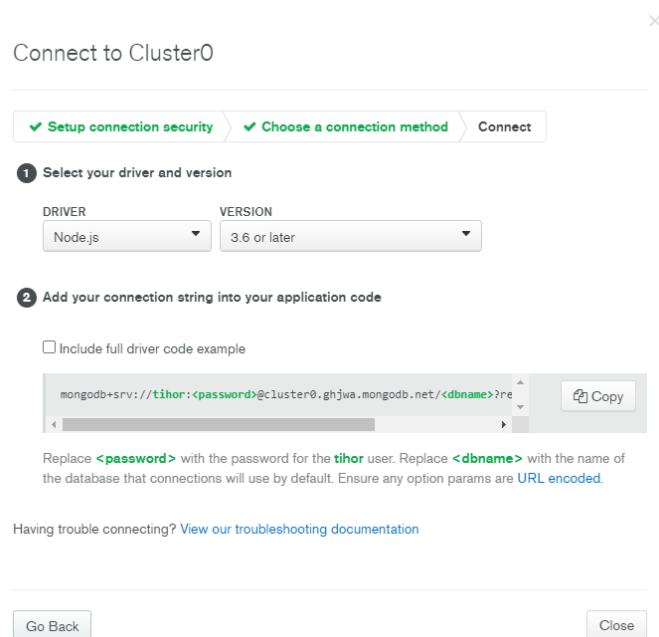 Connect to Cluster0
Setup connection security
Choose a connection method
Connect
1 Select your driver and version
DRIVER
VERSION
Node.js
3.6 or later
2 Add your connection string into your application code
Include full driver code example
mongodb+srv://tihor:<password>@cluster0.ghjwa.mongodb.net/<dbname>?re
Copy
Replace <password> with the password for the tihor user. Replace <dbname> with the name of
the database that connections will use by default. Ensure any option params are URL encoded.
Having trouble connecting? View our troubleshooting documentation
Go Back
Close